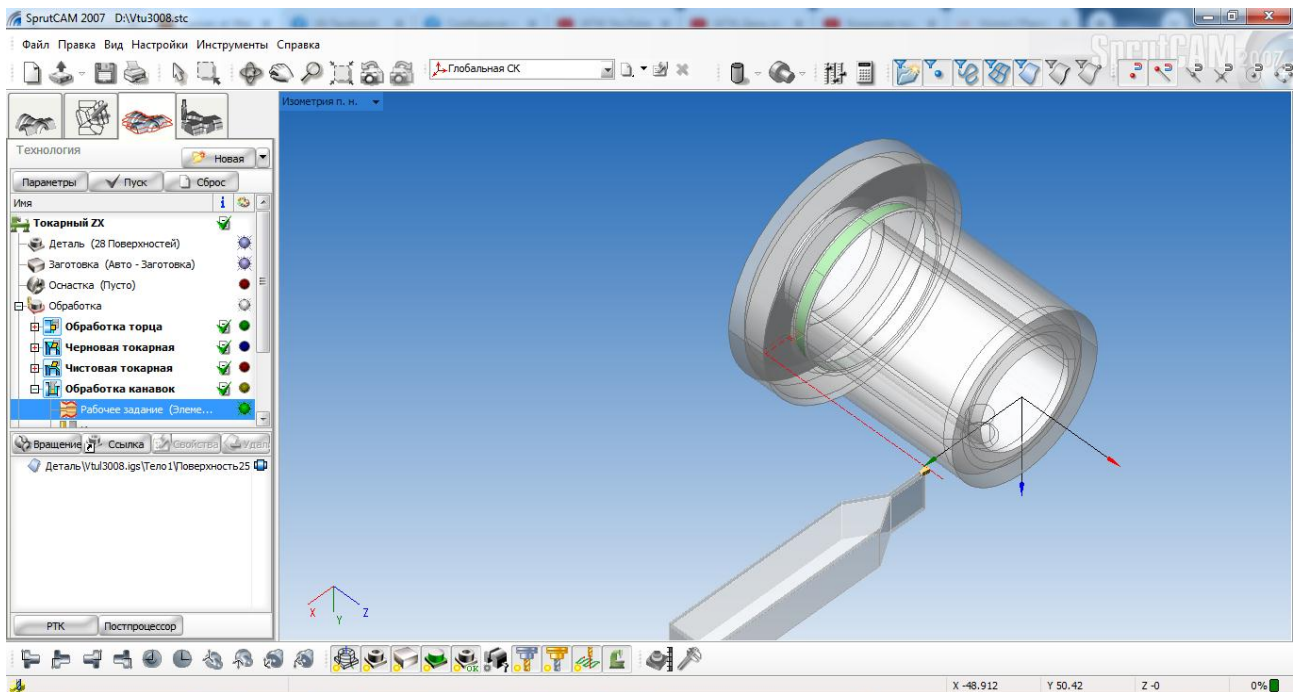 SprutCAM 2007 D:\Vtu3008.stc
Файл Правка Вид Настройки Инструменты Справка
SprutCAM 2007
Глобальная СК
Изометрия п. н.
Технология
Новая
Параметры Пуск Сброс
Имя
Токарный ZX
Деталь (28 Поверхностей)
Заготовка (Авто - Заготовка)
Оснастка (Пусто)
Обработка
Обработка торца
Черновая токарная
Чистовая токарная
Обработка канавок
Рабочее задание (Элеме...
Вращение Ссылка Свойства Удал
Деталь\Vtul3008.igs\Тело1\Поверхность25
X Y Z
РТК Постпроцессор
X -48.912 Y 50.42 Z -0 0%